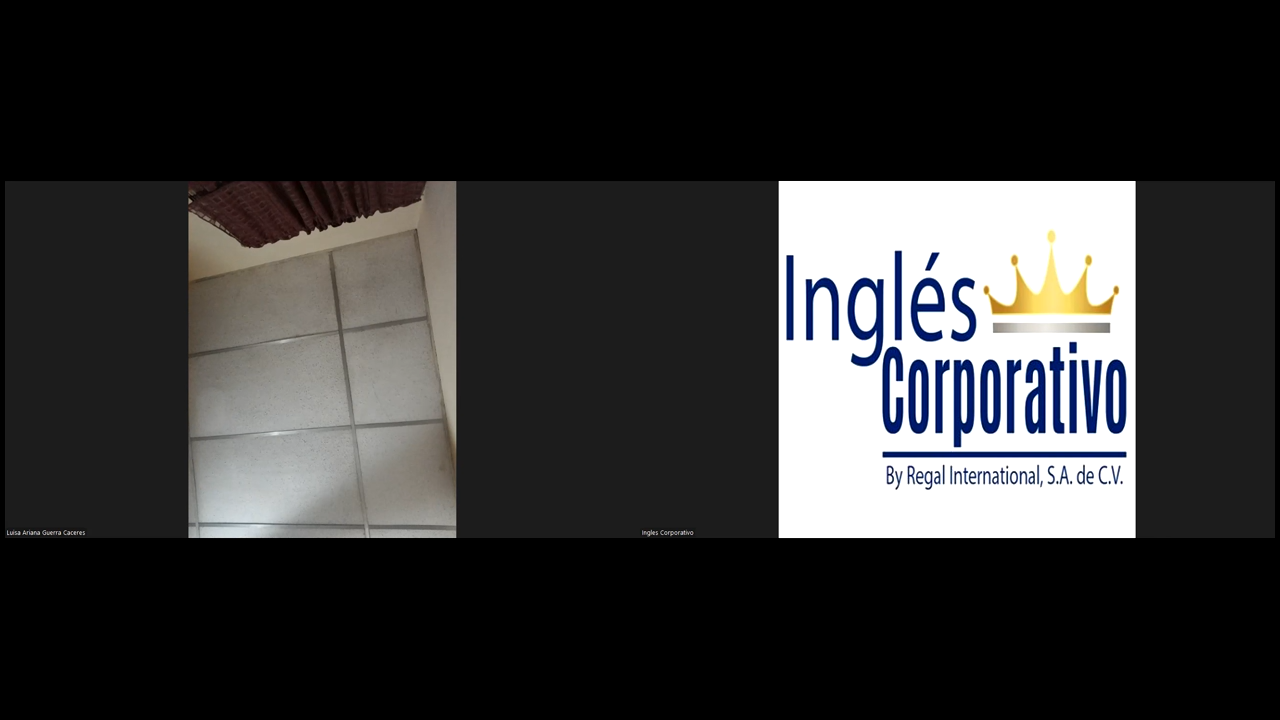 Inglés
Corporativo
By Regal International, S.A. de C.V.
Luisa Ariana Guerra Caceres
Ingles Corporativo